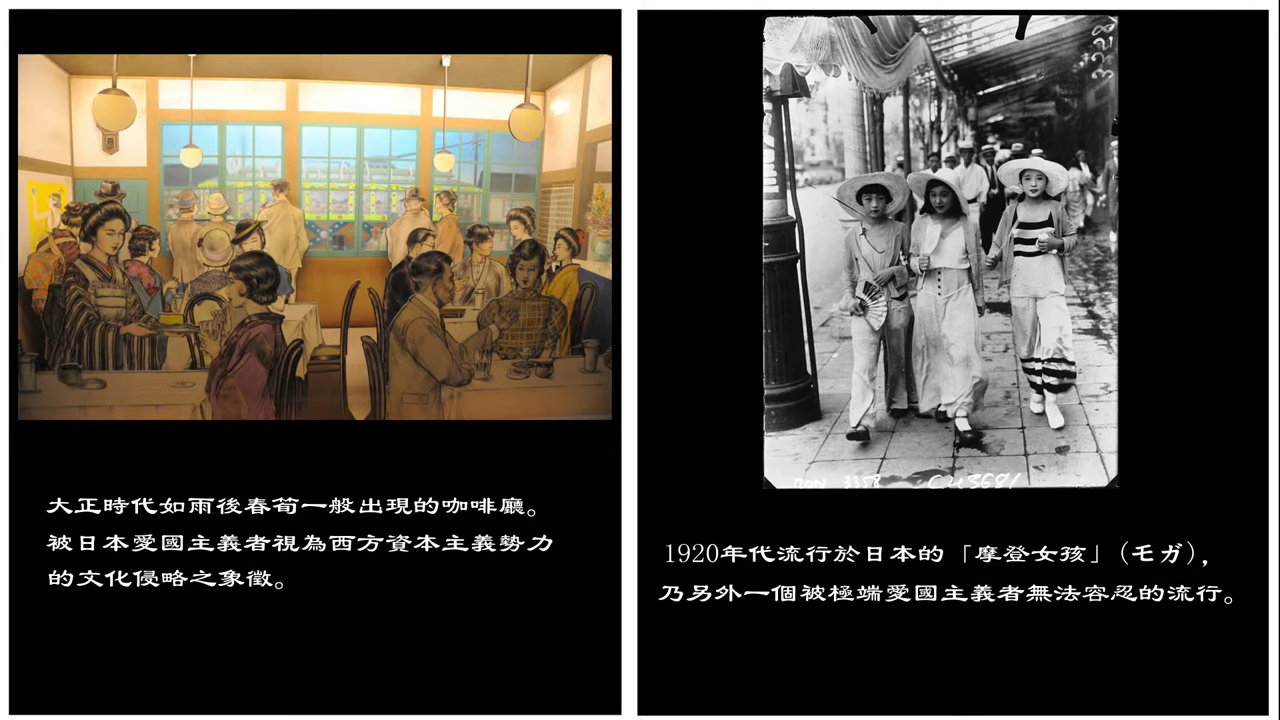 大正時代如雨後春筍一般出現的咖啡廳。
被日本愛國主義者視為西方資本主義勢力
的文化侵略之象徵。
3328
1920年代流行於日本的「摩登女孩」（モガ），
乃另外一個被極端愛國主義者無法容忍的流行。